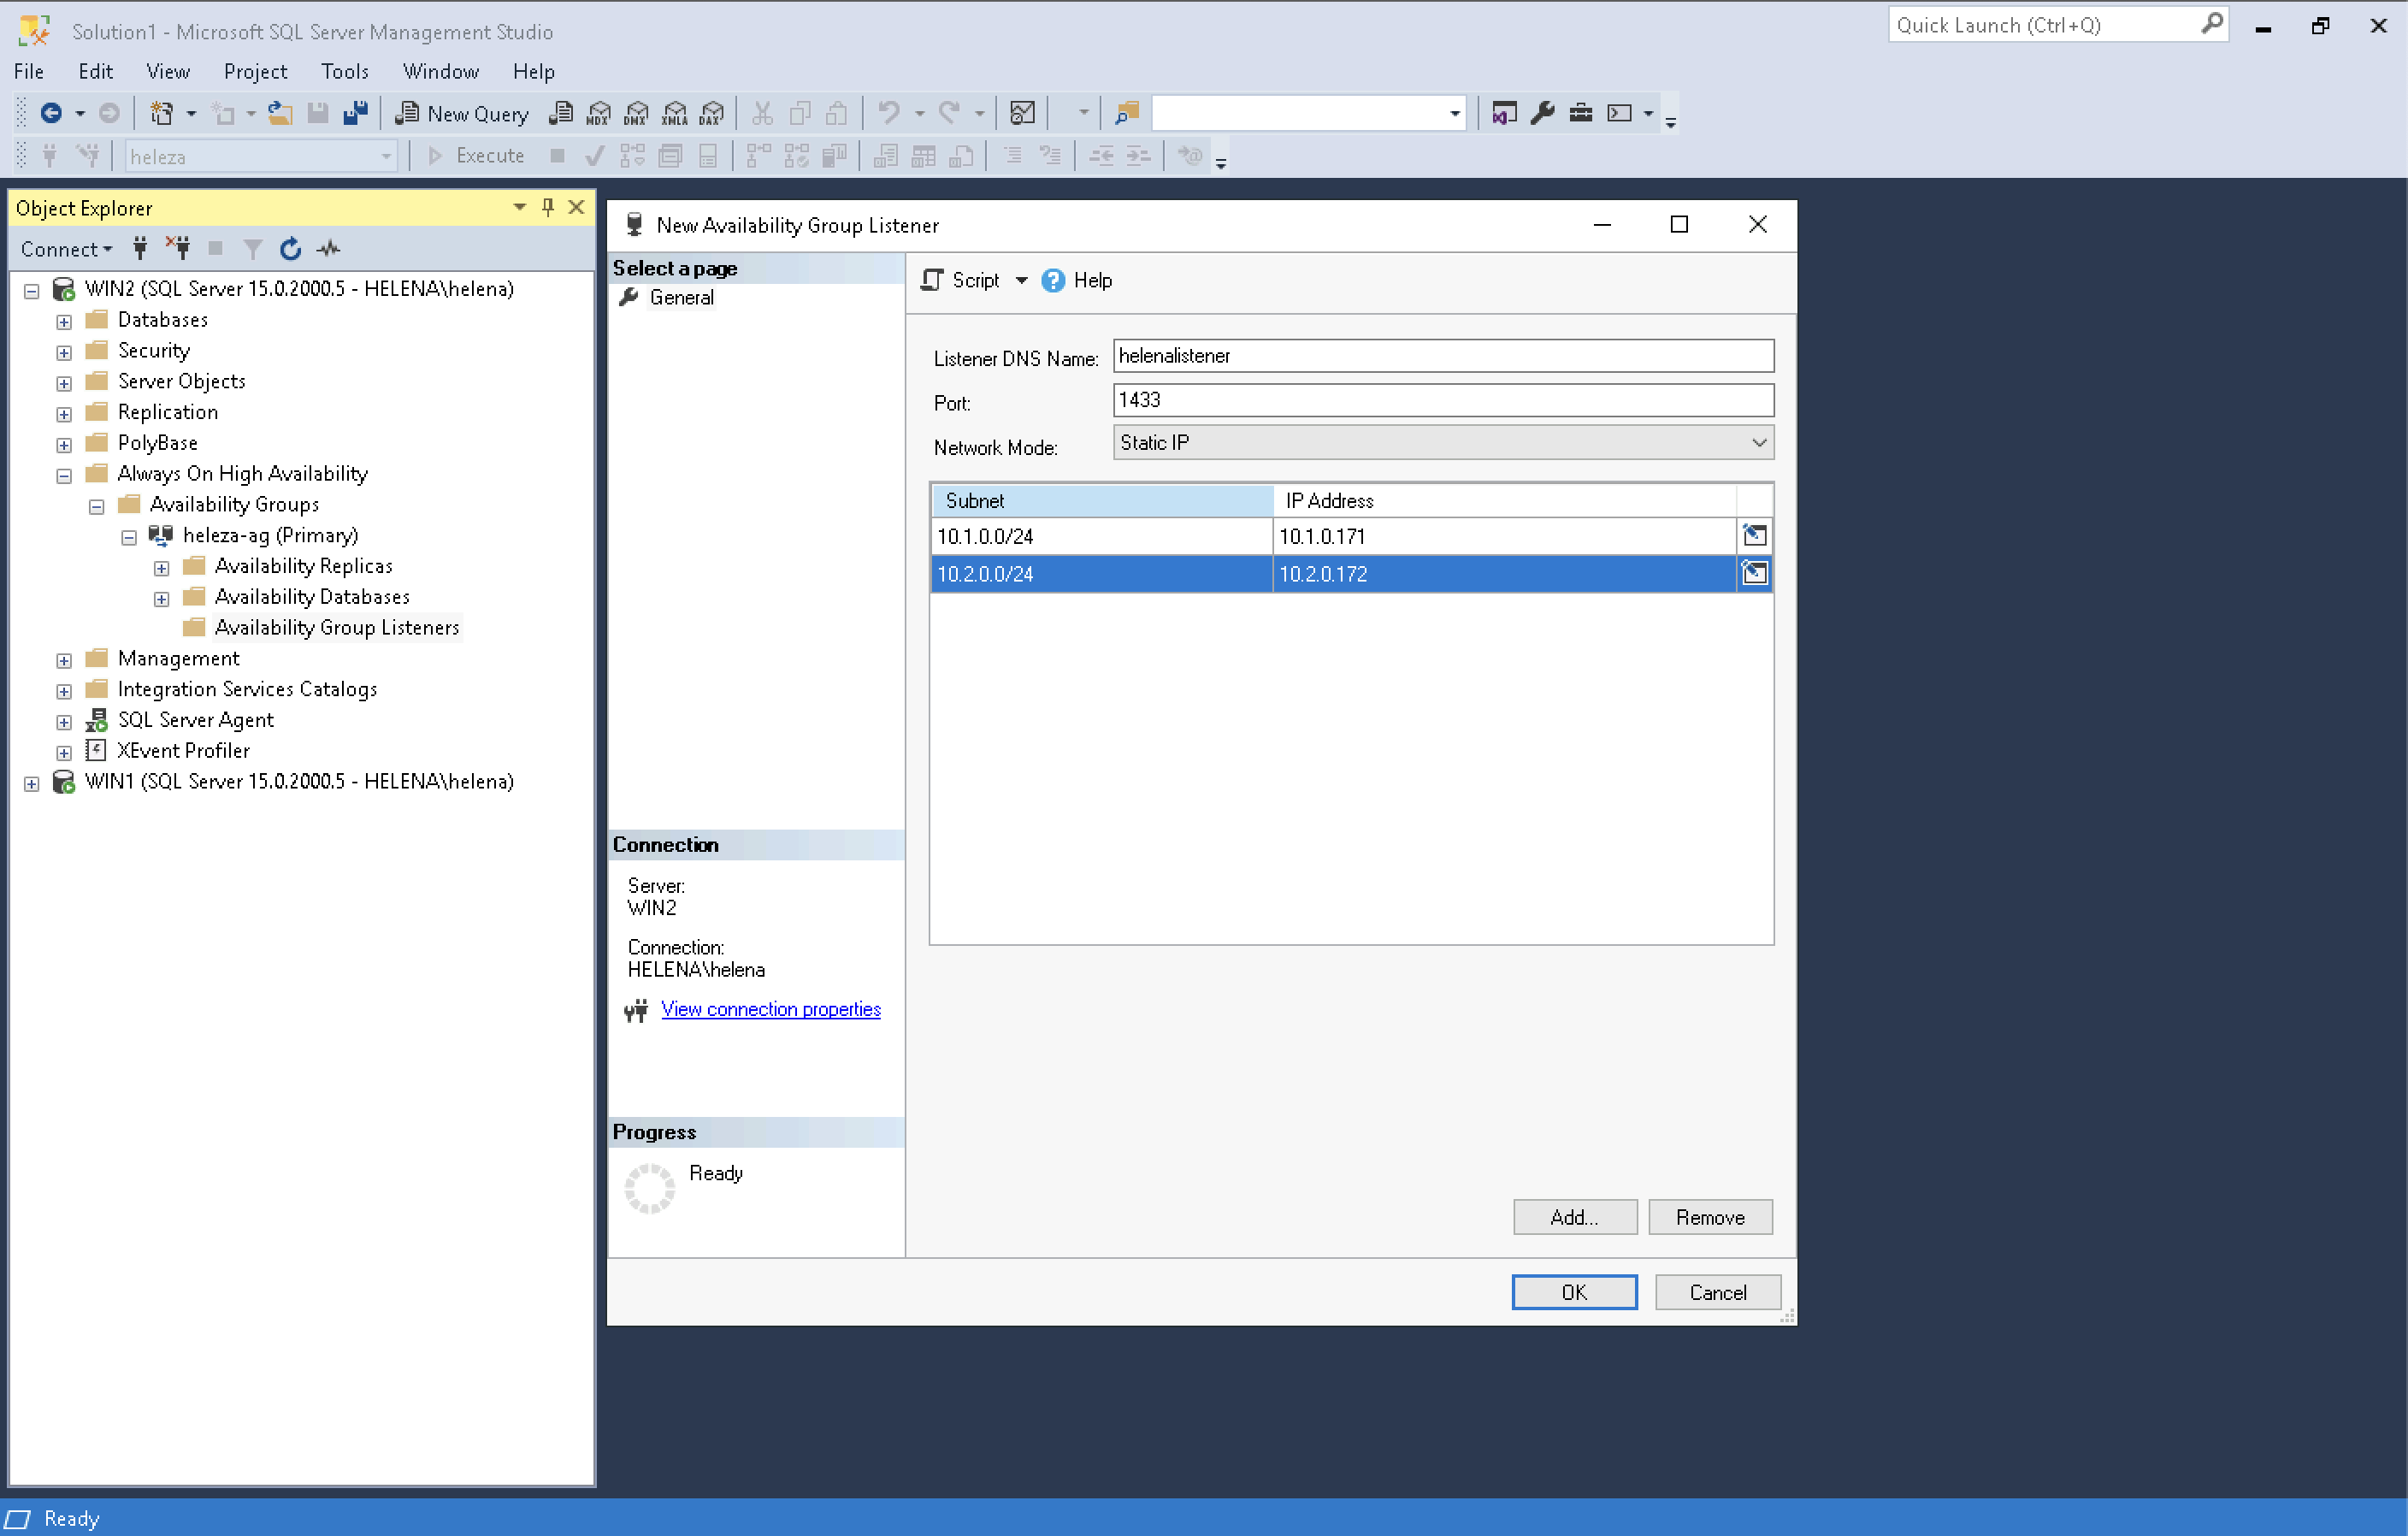 Solution1 - Microsoft SQL Server Management Studio
Quick Launch (Ctrl+Q)
File Edit View Project Tools Window Help
New Query MDX DMX XMLA DAX
heleza Execute
Object Explorer
Connect
WIN2 (SQL Server 15.0.2000.5 - HELENA\helena)
Databases
Security
Server Objects
Replication
PolyBase
Always On High Availability
Availability Groups
heleza-ag (Primary)
Availability Replicas
Availability Databases
Availability Group Listeners
Management
Integration Services Catalogs
SQL Server Agent
XEvent Profiler
WIN1 (SQL Server 15.0.2000.5 - HELENA\helena)
New Availability Group Listener
Select a page
General
Script Help
Listener DNS Name: helenalistener
Port: 1433
Network Mode: Static IP
Subnet IP Address
10.1.0.0/24 10.1.0.171
10.2.0.0/24 10.2.0.172
Connection
Server:
WIN2
Connection:
HELENA\helena
View connection properties
Progress
Ready
Add... Remove
OK Cancel
Ready